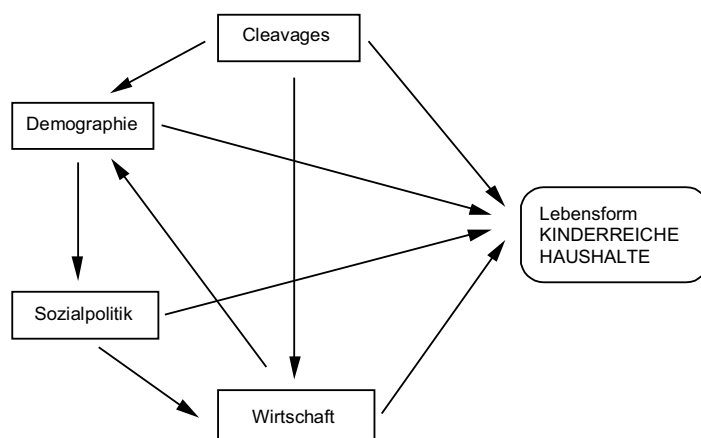 Cleavages
Demographie
Lebensform
KINDERREICHE
HAUSHALTE
Sozialpolitik
Wirtschaft